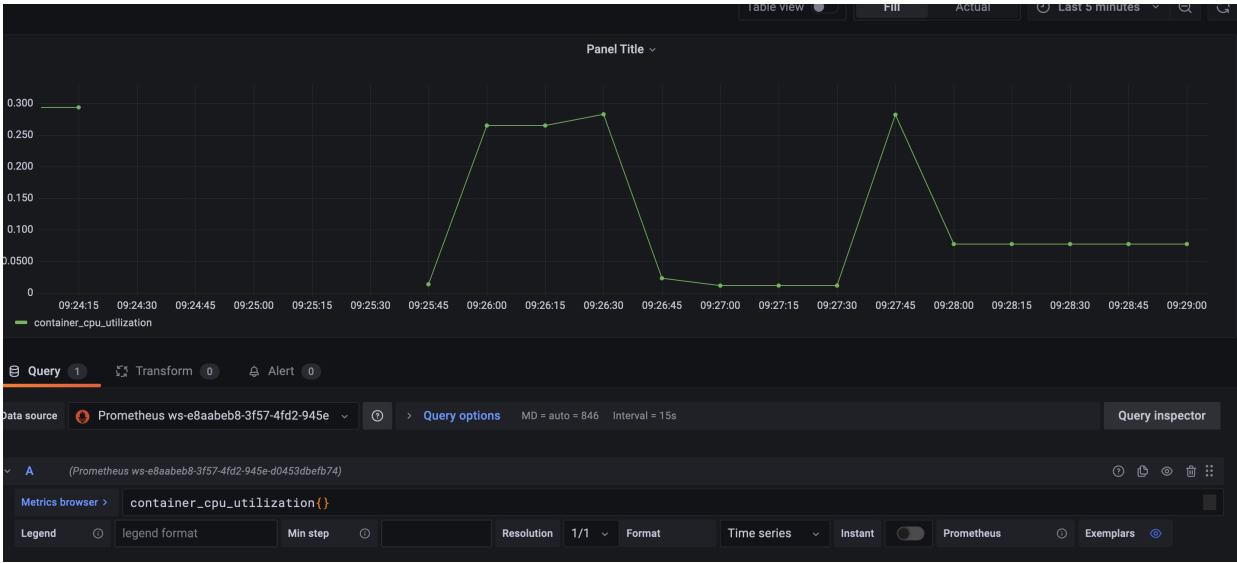 Table view Fill Actual Last 5 minutes
Panel Title
0.300
0.250
0.200
0.150
0.100
0.0500
0
09:24:15 09:24:30 09:24:45 09:25:00 09:25:15 09:25:30 09:25:45 09:26:00 09:26:15 09:26:30 09:26:45 09:27:00 09:27:15 09:27:30 09:27:45 09:28:00 09:28:15 09:28:30 09:28:45 09:29:00
container_cpu_utilization
Query 1 Transform 0 Alert 0
Data source Prometheus ws-e8aabeb8-3f57-4fd2-945e Query options MD = auto = 846 Interval = 15s Query inspector
A (Prometheus ws-e8aabeb8-3f57-4fd2-945e-d0453dbefb74)
Metrics browser > container_cpu_utilization{}
Legend legend format Min step Resolution 1/1 Format Time series Instant Prometheus Exemplars